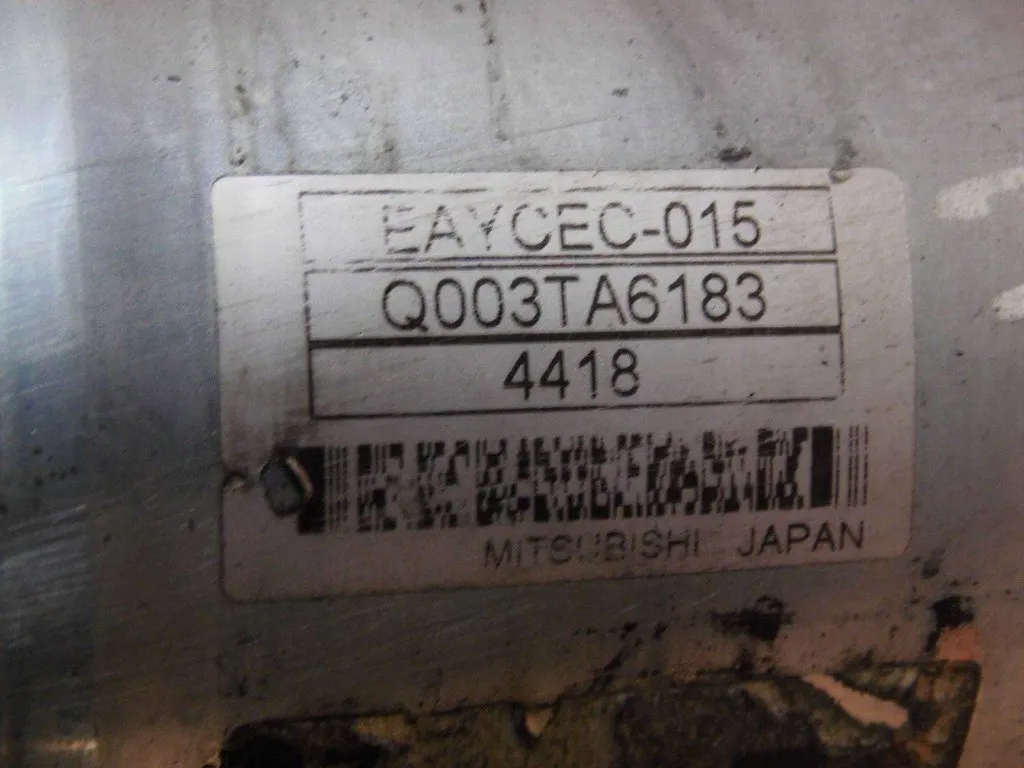 EAYCEC-015
Q003TA6183
4418
MITSUBISHI JAPAN